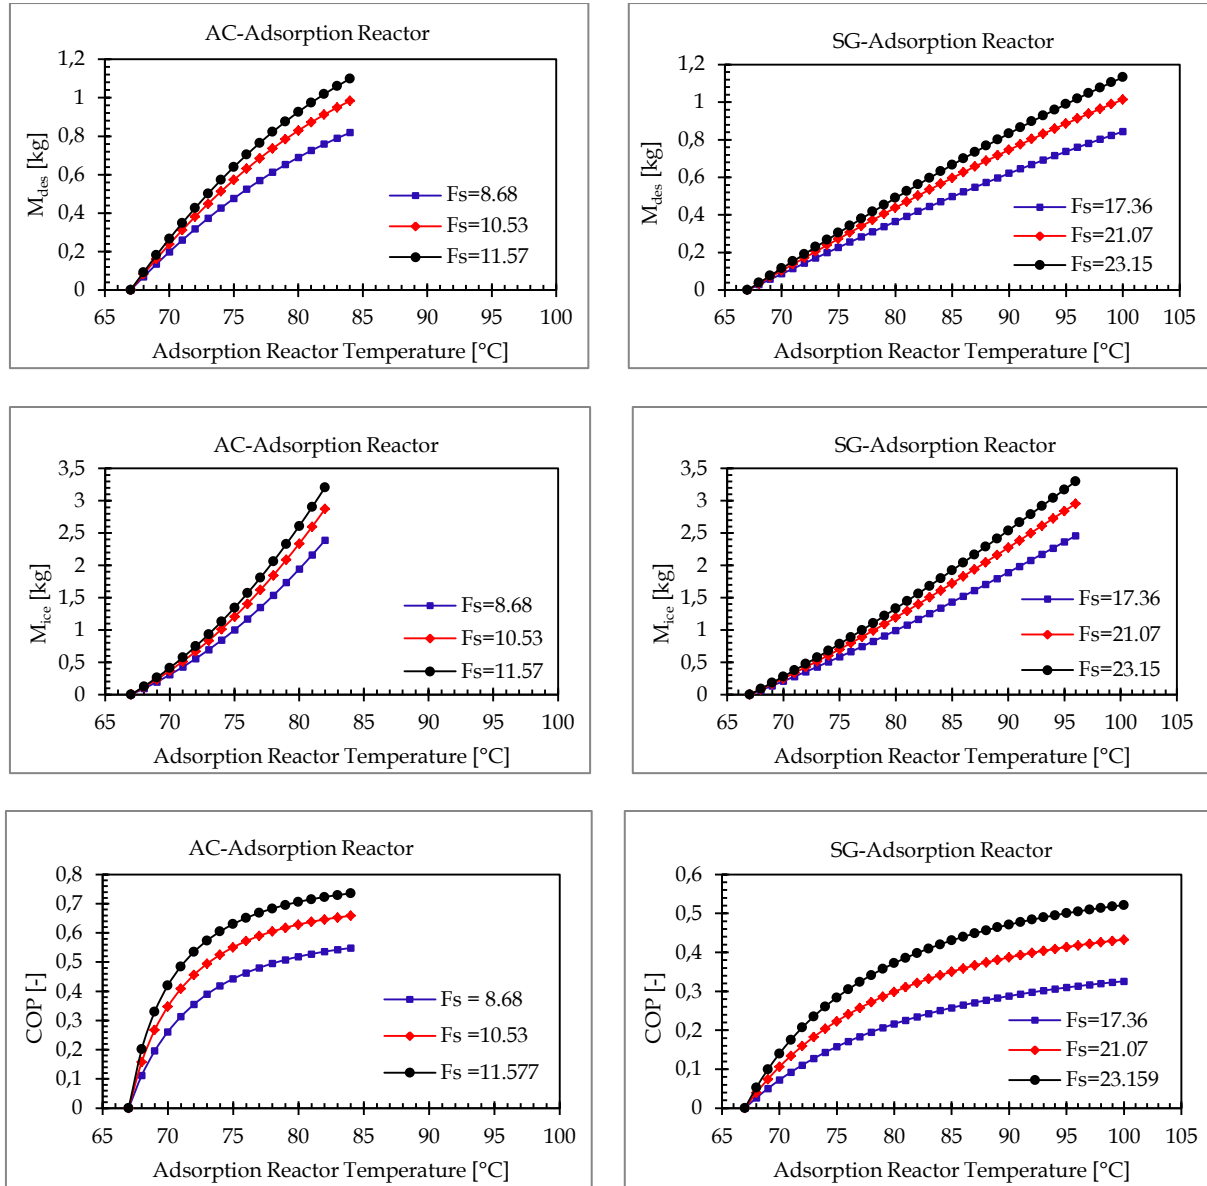 AC-Adsorption Reactor
1,2
1
0,8
0,6
0,4
0,2
0
M_des [kg]
Fs=8.68
Fs=10.53
Fs=11.57
65 70 75 80 85 90 95 100
Adsorption Reactor Temperature [°C]
SG-Adsorption Reactor
1,2
1
0,8
0,6
0,4
0,2
0
M_des [kg]
Fs=17.36
Fs=21.07
Fs=23.15
65 70 75 80 85 90 95 100 105
Adsorption Reactor Temperature [°C]
AC-Adsorption Reactor
3,5
3
2,5
2
1,5
1
0,5
0
M_ice [kg]
Fs=8.68
Fs=10.53
Fs=11.57
65 70 75 80 85 90 95 100
Adsorption Reactor Temperature [°C]
SG-Adsorption Reactor
3,5
3
2,5
2
1,5
1
0,5
0
M_ice [kg]
Fs=17.36
Fs=21.07
Fs=23.15
65 70 75 80 85 90 95 100 105
Adsorption Reactor Temperature [°C]
AC-Adsorption Reactor
0,8
0,7
0,6
0,5
0,4
0,3
0,2
0,1
0
COP [-]
Fs = 8.68
Fs =10.53
Fs =11.577
65 70 75 80 85 90 95 100
Adsorption Reactor Temperature [°C]
SG-Adsorption Reactor
0,6
0,5
0,4
0,3
0,2
0,1
0
COP [-]
Fs=17.36
Fs=21.07
Fs=23.159
65 70 75 80 85 90 95 100 105
Adsorption Reactor Temperature [°C]